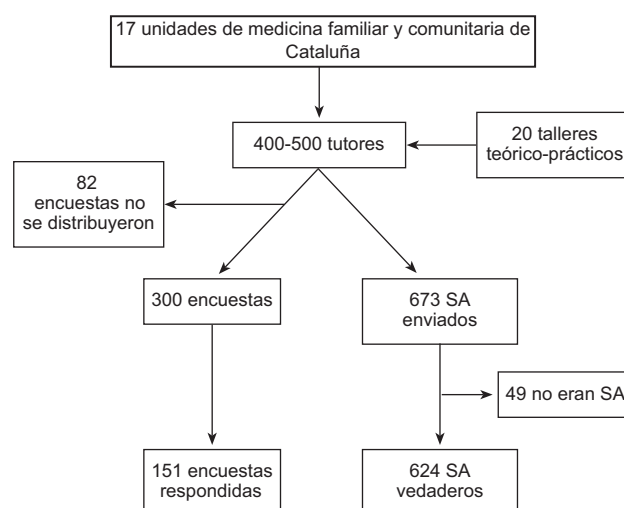 17 unidades de medicina familiar y comunitaria de
Cataluña
400-500 tutores
20 talleres
teórico-prácticos
82
encuestas no
se distribuyeron
300 encuestas
673 SA
enviados
49 no eran SA
151 encuestas
respondidas
624 SA
vedaderos